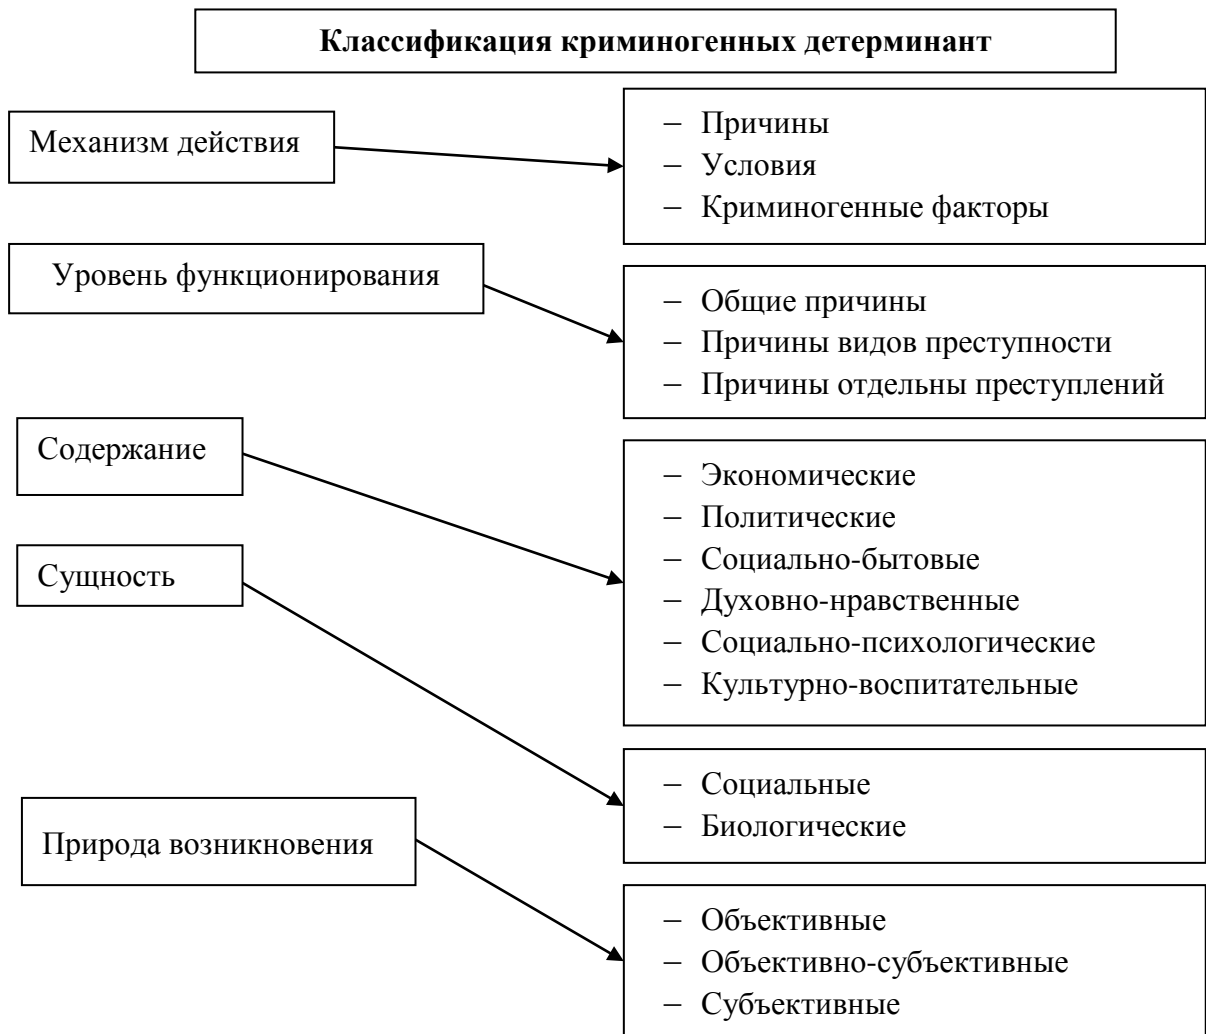 Классификация криминогенных детерминант
Механизм действия
– Причины
– Условия
– Криминогенные факторы
Уровень функционирования
– Общие причины
– Причины видов преступности
– Причины отдельны преступлений
Содержание
– Экономические
– Политические
– Социально-бытовые
– Духовно-нравственные
– Социально-психологические
– Культурно-воспитательные
Сущность
– Социальные
– Биологические
Природа возникновения
– Объективные
– Объективно-субъективные
– Субъективные